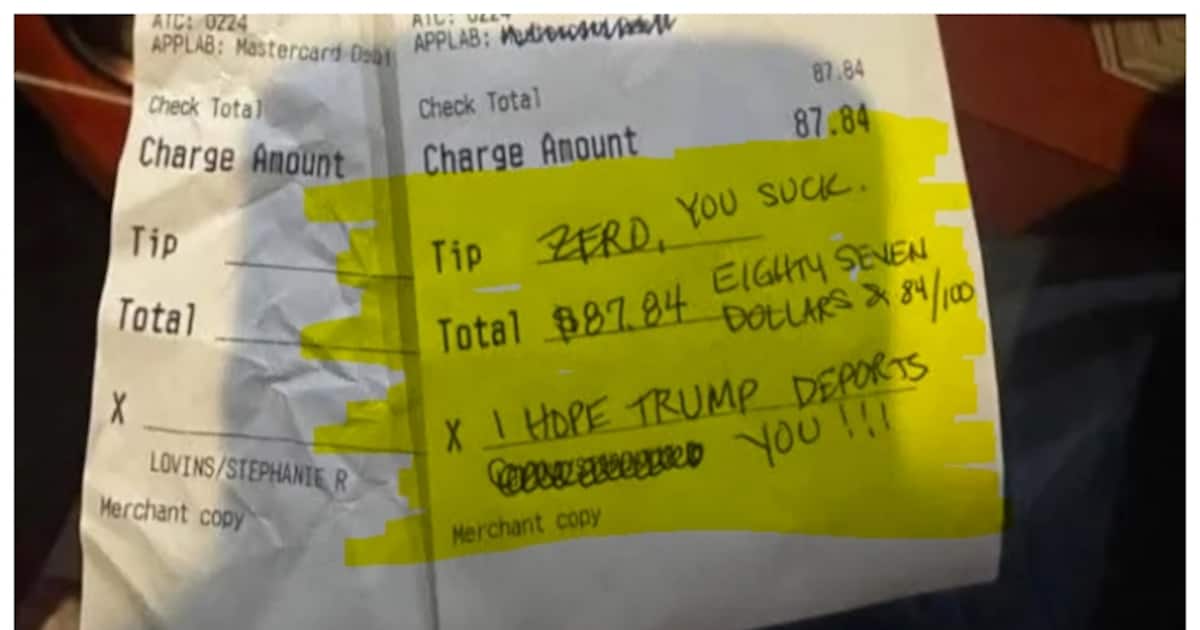 ATC: 0224
APPLAB: Mastercard Debi
Check Total
Charge Amount
Tip
Total
X
LOVINS/STEPHANIE R
Merchant copy
ATC: 0224
APPLAB:
Check Total 87.84
Charge Amount 87.84
Tip ZERO, YOU SUCK.
Total $87.84 EIGHTY SEVEN
DOLLARS & 84/100
X I HOPE TRUMP DEPORTS
YOU!!!
Merchant copy